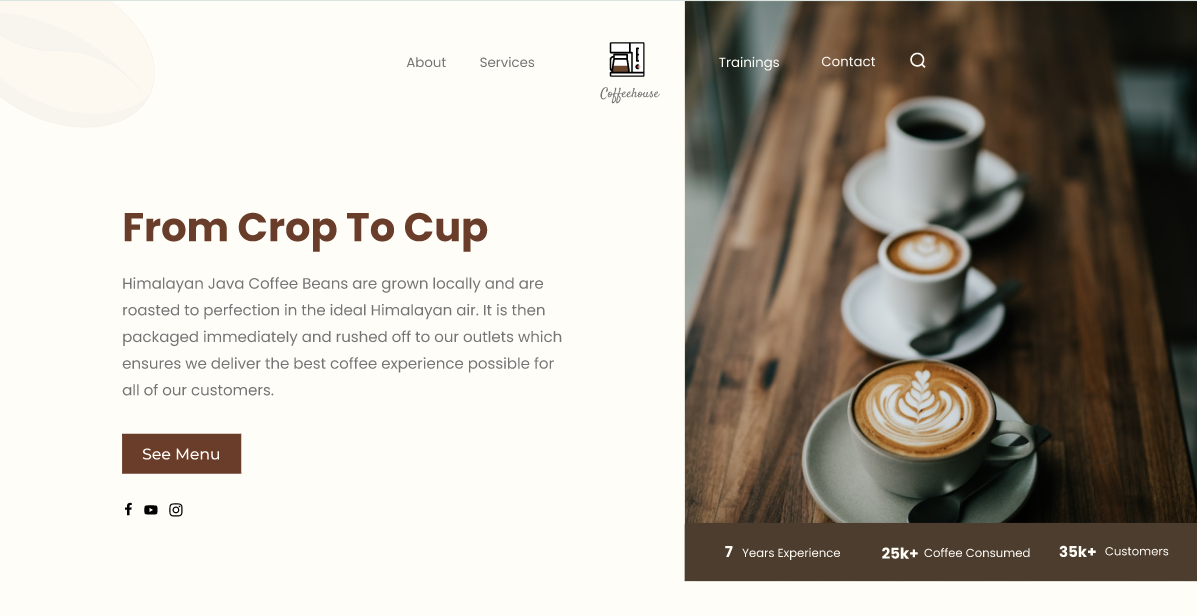 About Services
Coffeehouse
Trainings Contact
From Crop To Cup
Himalayan Java Coffee Beans are grown locally and are
roasted to perfection in the ideal Himalayan air. It is then
packaged immediately and rushed off to our outlets which
ensures we deliver the best coffee experience possible for
all of our customers.
See Menu
7 Years Experience 25k+ Coffee Consumed 35k+ Customers